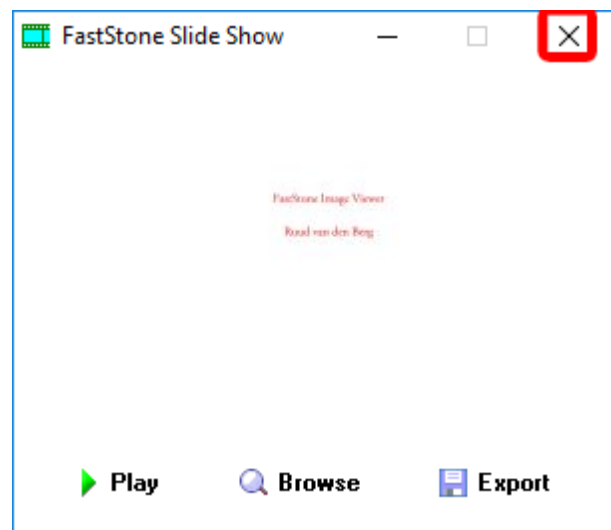 FastStone Slide Show
FastStone Image Viewer
Ruud van den Berg
Play Browse Export